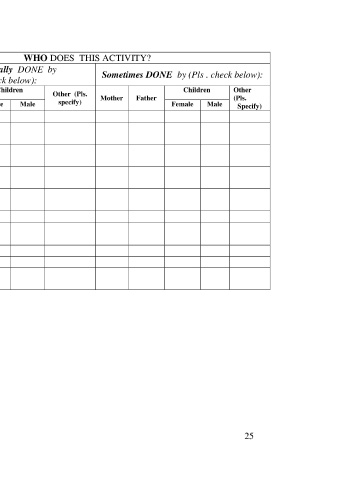 WHO DOES THIS ACTIVITY?
ally DONE by
ck below):
Sometimes DONE by (Pls . check below):
hildren
Other (Pls.
specify)
Mother
Father
Children
Other
(Pls.
Specify)
e
Male
Female
Male
25